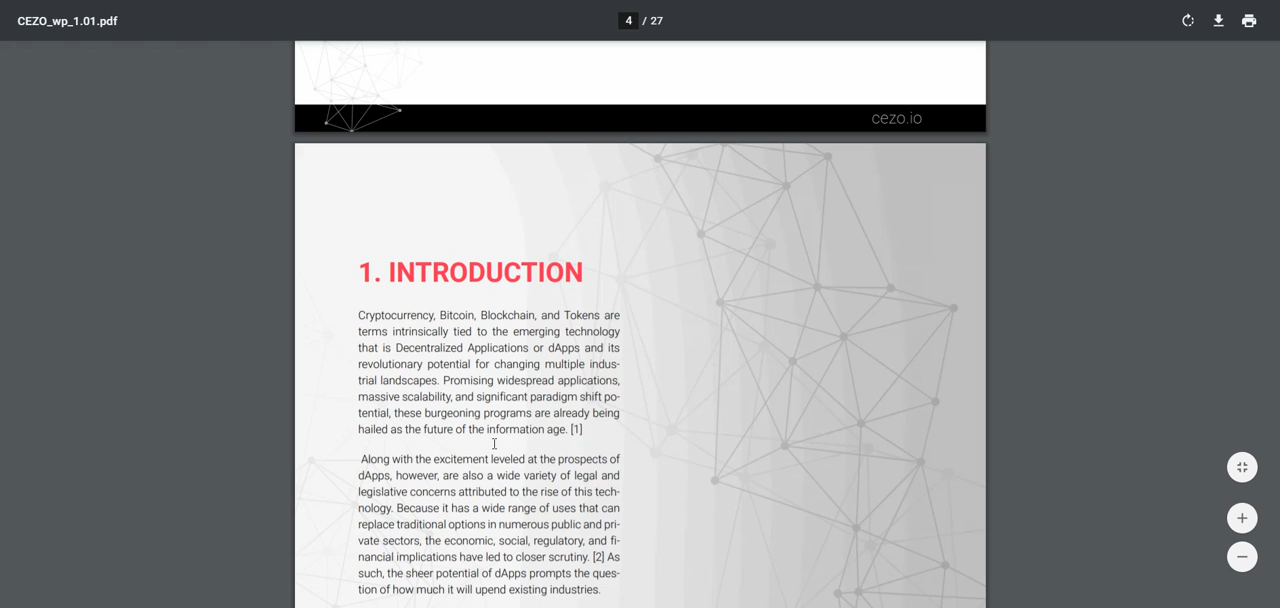 CEZO_wp_1.01.pdf
4 / 27
cezo.io
1. INTRODUCTION
Cryptocurrency, Bitcoin, Blockchain, and Tokens are
terms intrinsically tied to the emerging technology
that is Decentralized Applications or dApps and its
revolutionary potential for changing multiple indus-
trial landscapes. Promising widespread applications,
massive scalability, and significant paradigm shift po-
tential, these burgeoning programs are already being
hailed as the future of the information age. [1]
Along with the excitement leveled at the prospects of
dApps, however, are also a wide variety of legal and
legislative concerns attributed to the rise of this tech-
nology. Because it has a wide range of uses that can
replace traditional options in numerous public and pri-
vate sectors, the economic, social, regulatory, and fi-
nancial implications have led to closer scrutiny. [2] As
such, the sheer potential of dApps prompts the ques-
tion of how much it will upend existing industries.